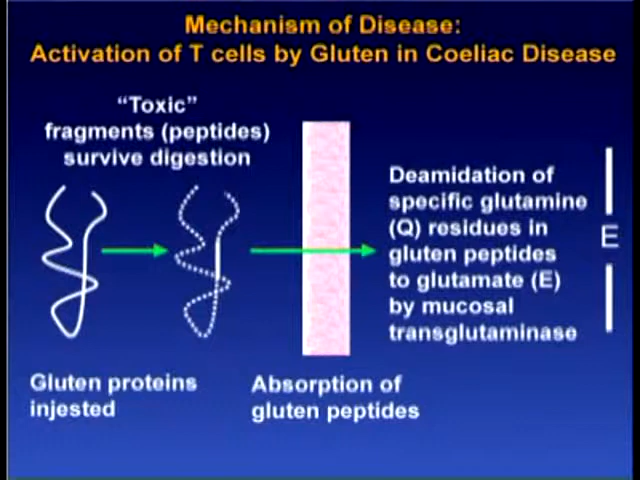 Mechanism of Disease:
Activation of T cells by Gluten in Coeliac Disease
“Toxic”
fragments (peptides)
survive digestion
Deamidation of
specific glutamine
(Q) residues in
gluten peptides
to glutamate (E)
by mucosal
transglutaminase
E
Gluten proteins
injested
Absorption of
gluten peptides